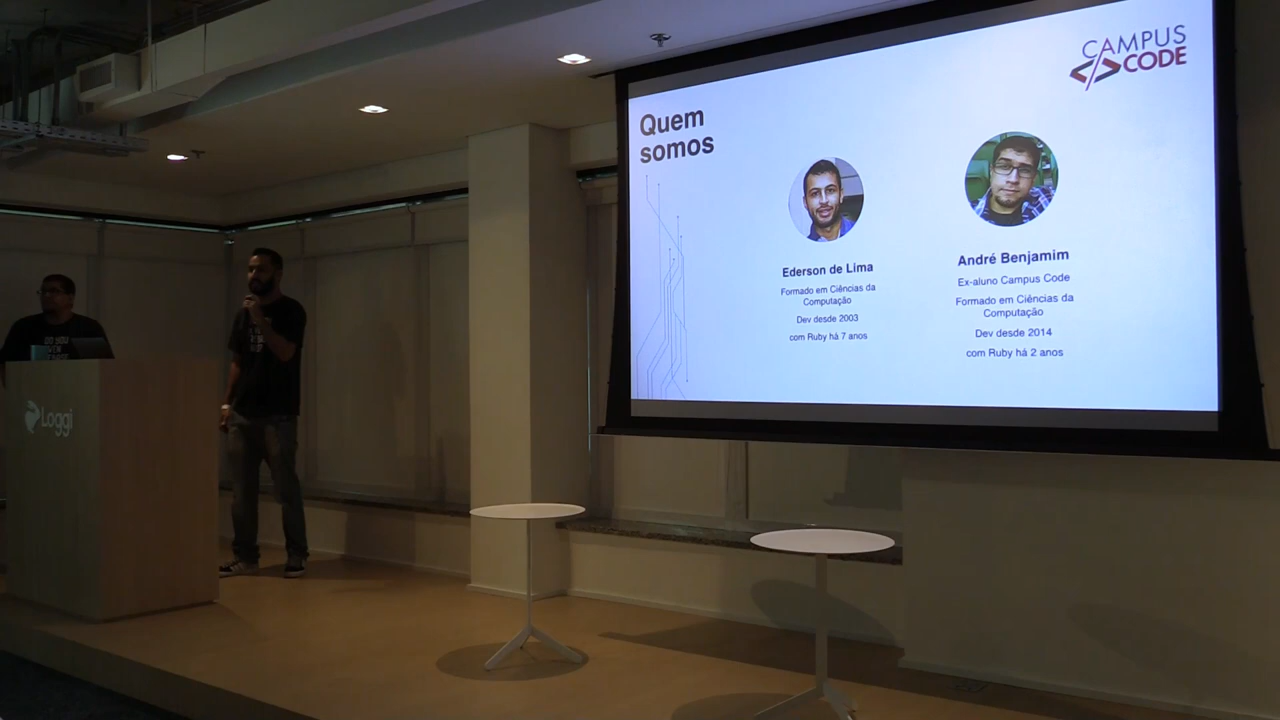 CAMPUS
</> CODE
Quem
somos
Ederson de Lima
Formado em Ciências da
Computação
Dev desde 2003
com Ruby há 7 anos
André Benjamim
Ex-aluno Campus Code
Formado em Ciências da
Computação
Dev desde 2014
com Ruby há 2 anos
Loggi